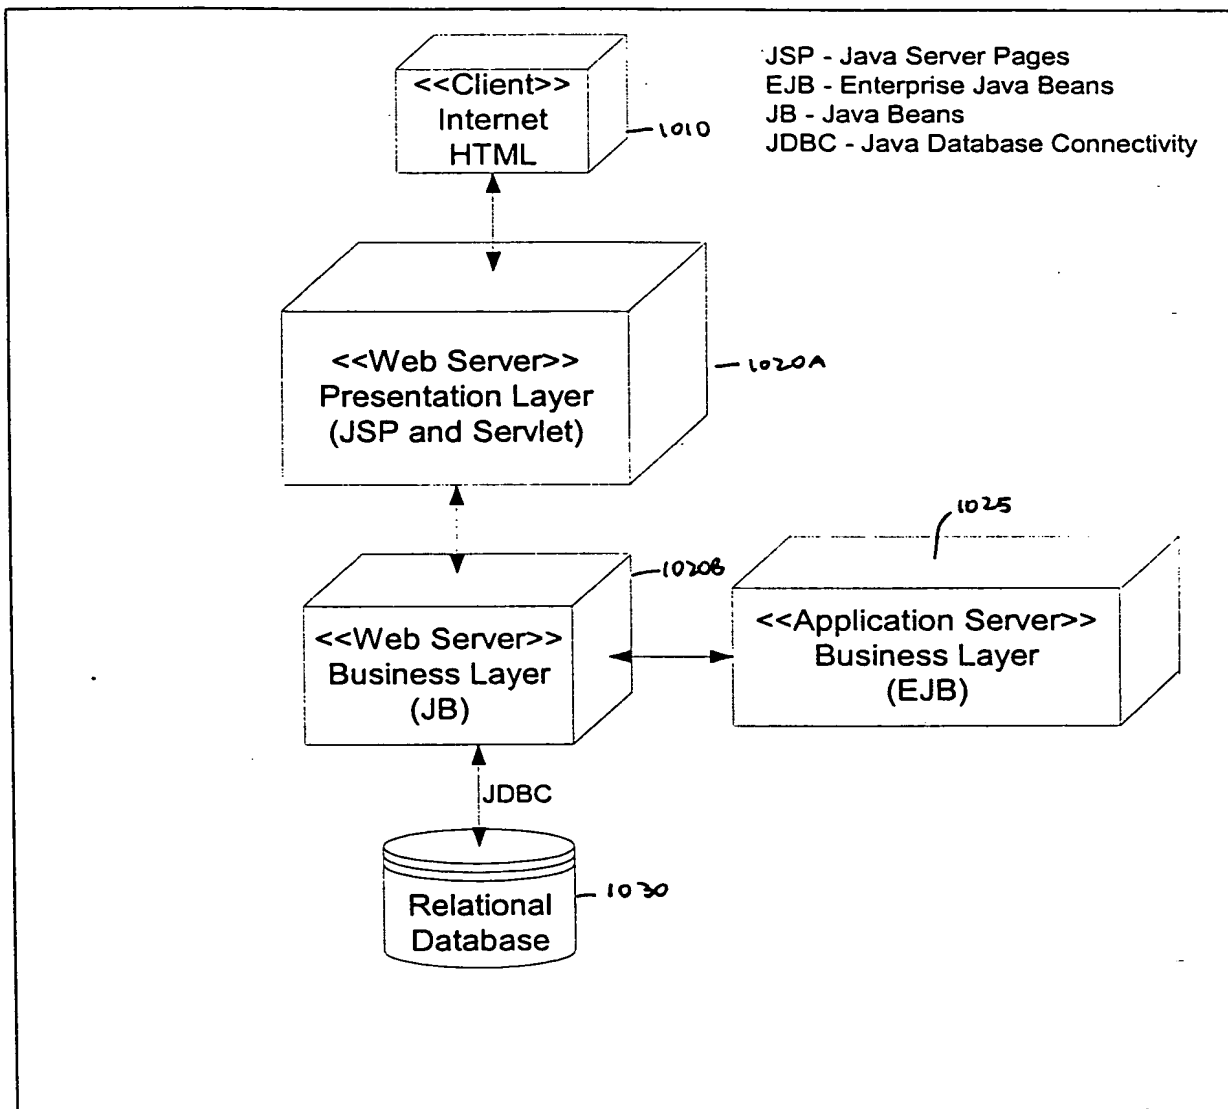 JSP - Java Server Pages
EJB - Enterprise Java Beans
JB - Java Beans
JDBC - Java Database Connectivity
<<Client>>
Internet
HTML
1010
<<Web Server>>
Presentation Layer
(JSP and Servlet)
1020A
1025
1020B
<<Web Server>>
Business Layer
(JB)
<<Application Server>>
Business Layer
(EJB)
JDBC
1030
Relational
Database